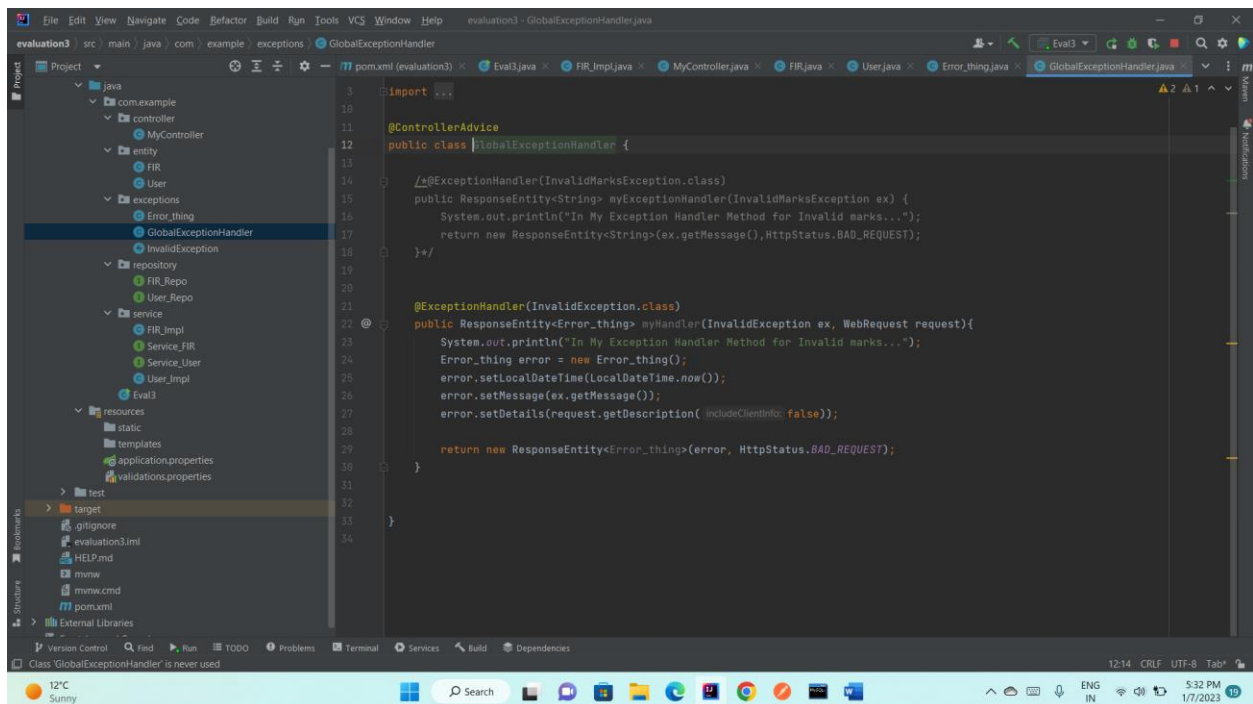 File Edit View Navigate Code Refactor Build Run Tools VCS Window Help evaluation3 - GlobalExceptionHandler.java
evaluation3 src main java com example exceptions GlobalExceptionHandler Eval3
Project pom.xml (evaluation3) Eval3.java FIR_Impl.java MyController.java FIR.java User.java Error_thing.java GlobalExceptionHandler.java
Project
java
com.example
controller
MyController
entity
FIR
User
exceptions
Error_thing
GlobalExceptionHandler
InvalidException
repository
FIR_Repo
User_Repo
service
FIR_Impl
Service_FIR
Service_User
User_Impl
Eval3
resources
static
templates
application.properties
validations.properties
test
target
.gitignore
evaluation3.iml
HELP.md
mvnw
mvnw.cmd
pom.xml
External Libraries
Bookmarks
Structure
3 import ...
10
11 @ControllerAdvice
12 public class GlobalExceptionHandler {
13
14 /*@ExceptionHandler(InvalidMarksException.class)
15 public ResponseEntity<String> myExceptionHandler(InvalidMarksException ex) {
16 System.out.println("In My Exception Handler Method for Invalid marks...");
17 return new ResponseEntity<String>(ex.getMessage(),HttpStatus.BAD_REQUEST);
18 }*/
19
20
21 @ExceptionHandler(InvalidException.class)
22 @ public ResponseEntity<Error_thing> myHandler(InvalidException ex, WebRequest request){
23 System.out.println("In My Exception Handler Method for Invalid marks...");
24 Error_thing error = new Error_thing();
25 error.setLocalDateTime(LocalDateTime.now());
26 error.setMessage(ex.getMessage());
27 error.setDetails(request.getDescription( includeClientInfo: false));
28
29 return new ResponseEntity<Error_thing>(error, HttpStatus.BAD_REQUEST);
30 }
31
32
33 }
34
2 1
Maven
Notifications
Version Control Find Run TODO Problems Terminal Services Build Dependencies
Class 'GlobalExceptionHandler' is never used 12:14 CRLF UTF-8 Tab*
12°C
Sunny
Search
ENG
IN
5:32 PM
1/7/2023
19